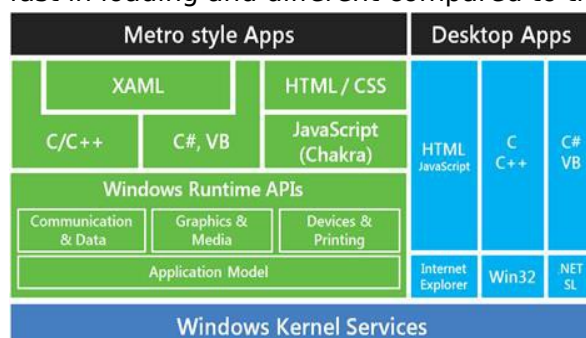 Metro style Apps
Desktop Apps
XAML
HTML / CSS
C/C++
C#, VB
JavaScript
(Chakra)
Windows Runtime APIs
Communication
& Data
Graphics &
Media
Devices &
Printing
Application Model
HTML
JavaScript
C
C++
C#
VB
Internet
Explorer
Win32
.NET
SL
Windows Kernel Services